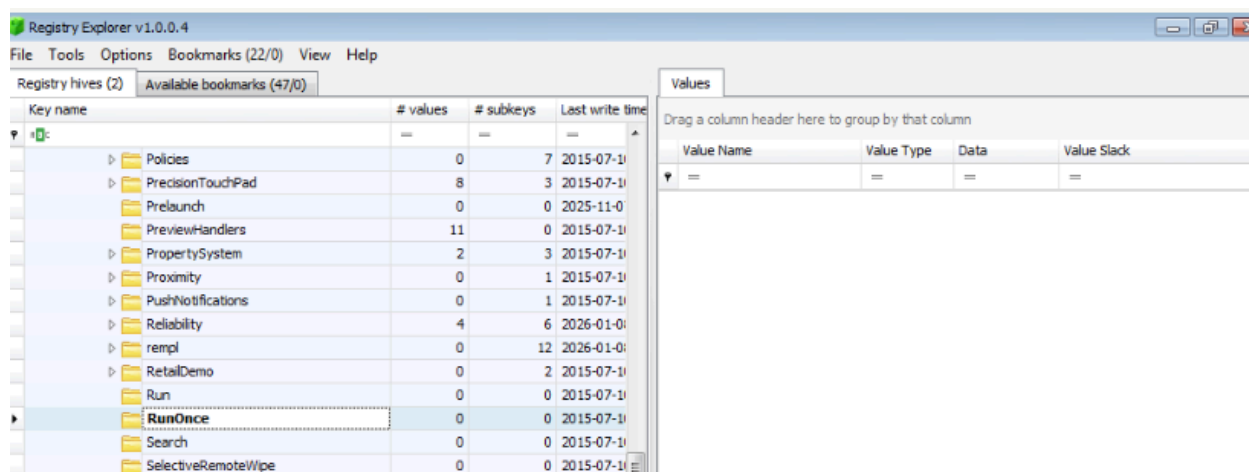 Registry Explorer v1.0.0.4
File Tools Options Bookmarks (22/0) View Help
Registry hives (2) Available bookmarks (47/0) Values
Key name # values # subkeys Last write time
Drag a column header here to group by that column
Value Name Value Type Data Value Slack
= = =
= = = =
Policies 0 7 2015-07-1
PrecisionTouchPad 8 3 2015-07-1
Prelaunch 0 0 2025-11-0
PreviewHandlers 11 0 2015-07-1
PropertySystem 2 3 2015-07-1
Proximity 0 1 2015-07-1
PushNotifications 0 1 2015-07-1
Reliability 4 6 2026-01-0
rempl 0 12 2026-01-0
RetailDemo 0 2 2015-07-1
Run 0 0 2015-07-1
RunOnce 0 0 2015-07-1
Search 0 0 2015-07-1
SelectiveRemoteWipe 0 0 2015-07-1